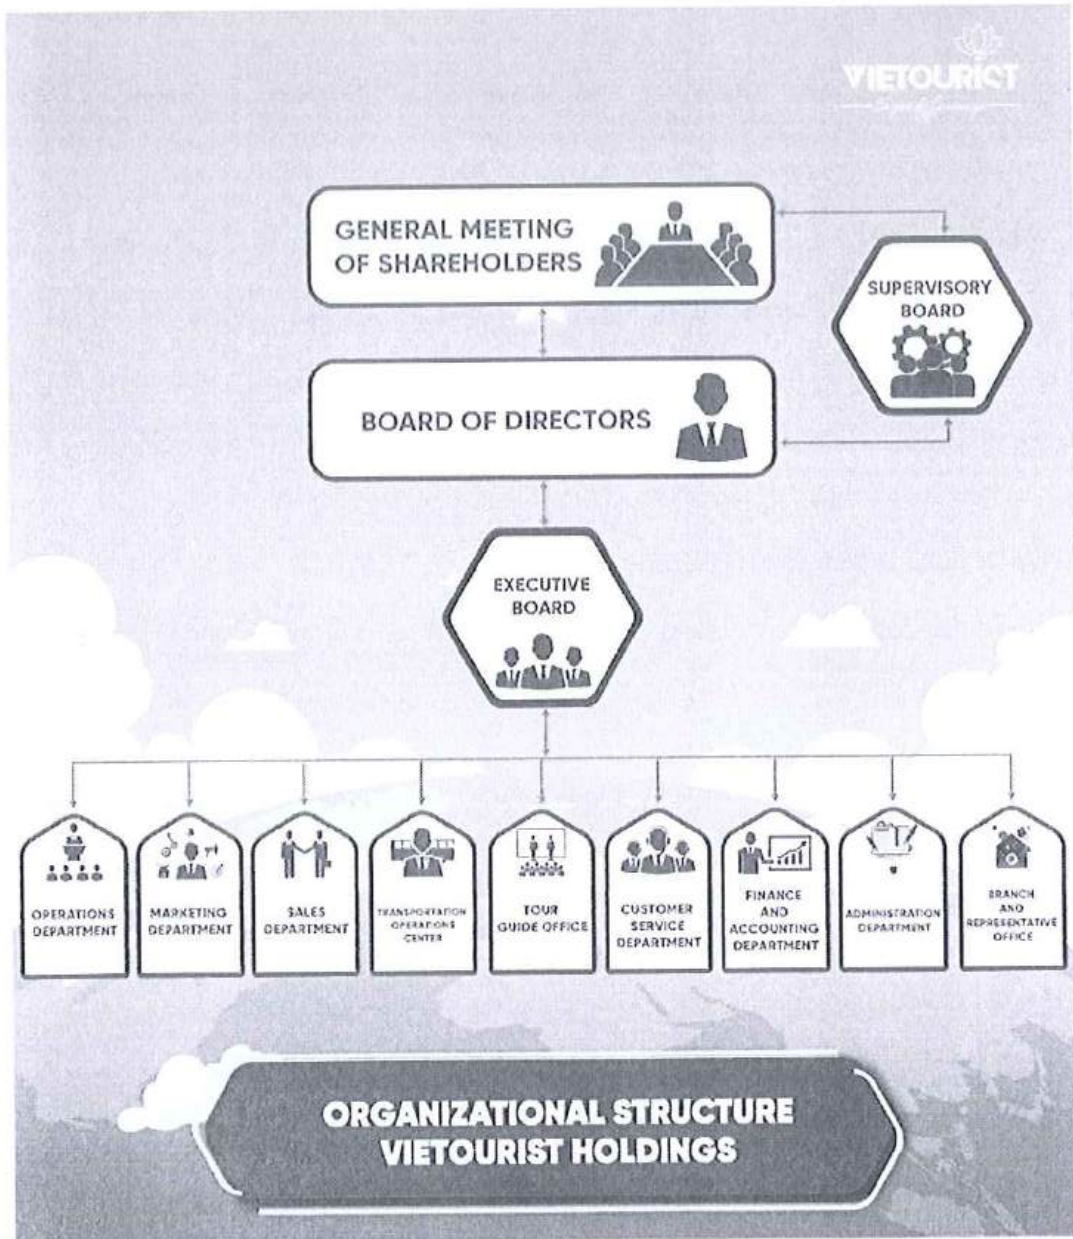 VIETOURIST
GENERAL MEETING
OF SHAREHOLDERS
SUPERVISORY
BOARD
BOARD OF DIRECTORS
EXECUTIVE
BOARD
OPERATIONS
DEPARTMENT
MARKETING
DEPARTMENT
SALES
DEPARTMENT
TRANSPORTATION
OPERATIONS
CENTER
TOUR
GUIDE OFFICE
CUSTOMER
SERVICE
DEPARTMENT
FINANCE
AND
ACCOUNTING
DEPARTMENT
ADMINISTRATION
DEPARTMENT
BRANCH
AND
REPRESENTATIVE
OFFICE
ORGANIZATIONAL STRUCTURE
VIETOURIST HOLDINGS